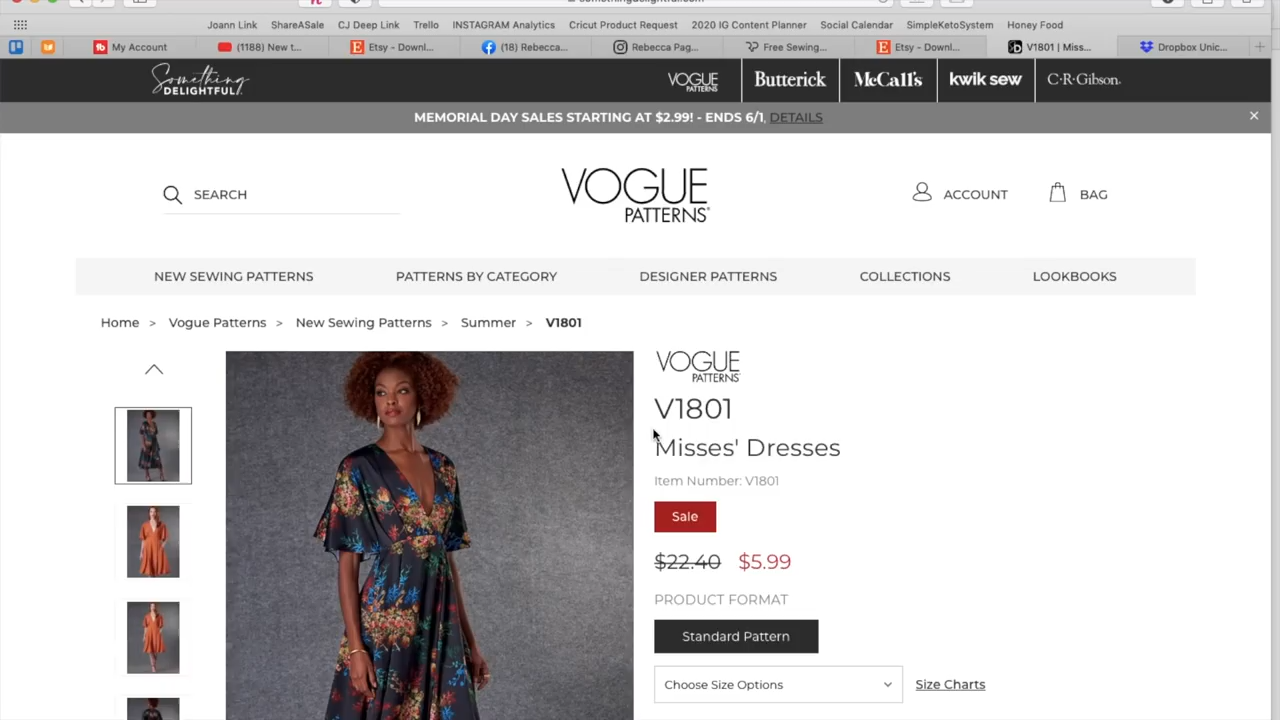 somethingdelightful.com
Joann Link ShareASale CJ Deep Link Trello INSTAGRAM Analytics Cricut Product Request 2020 IG Content Planner Social Calendar SimpleKetoSystem Honey Food
My Account (1188) New t... Etsy - Downl... (18) Rebecca... Rebecca Pag... Free Sewing... Etsy - Downl... V1801 | Miss... Dropbox Unic...
Something DELIGHTFUL! VOGUE PATTERNS Butterick McCall's kwik sew C·R·Gibson.
MEMORIAL DAY SALES STARTING AT $2.99! - ENDS 6/1, DETAILS
SEARCH
VOGUE
PATTERNS®
ACCOUNT BAG
NEW SEWING PATTERNS PATTERNS BY CATEGORY DESIGNER PATTERNS COLLECTIONS LOOKBOOKS
Home > Vogue Patterns > New Sewing Patterns > Summer > V1801
VOGUE
PATTERNS
V1801
Misses' Dresses
Item Number: V1801
Sale
$22.40 $5.99
PRODUCT FORMAT
Standard Pattern
Choose Size Options Size Charts